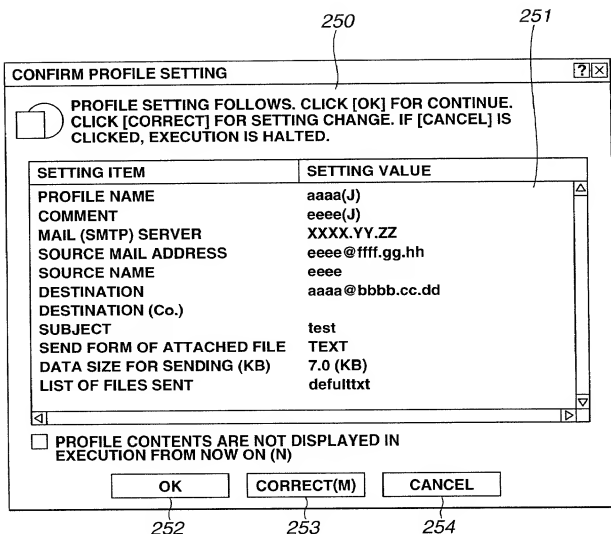 250
251
CONFIRM PROFILE SETTING ? X
PROFILE SETTING FOLLOWS. CLICK [OK] FOR CONTINUE.
CLICK [CORRECT] FOR SETTING CHANGE. IF [CANCEL] IS
CLICKED, EXECUTION IS HALTED.
SETTING ITEM SETTING VALUE
PROFILE NAME aaaa(J)
COMMENT eeee(J)
MAIL (SMTP) SERVER XXXX.YY.ZZ
SOURCE MAIL ADDRESS eeee@ffff.gg.hh
SOURCE NAME eeee
DESTINATION aaaa@bbbb.cc.dd
DESTINATION (Co.)
SUBJECT test
SEND FORM OF ATTACHED FILE TEXT
DATA SIZE FOR SENDING (KB) 7.0 (KB)
LIST OF FILES SENT defulttxt
PROFILE CONTENTS ARE NOT DISPLAYED IN
EXECUTION FROM NOW ON (N)
OK CORRECT(M) CANCEL
252 253 254